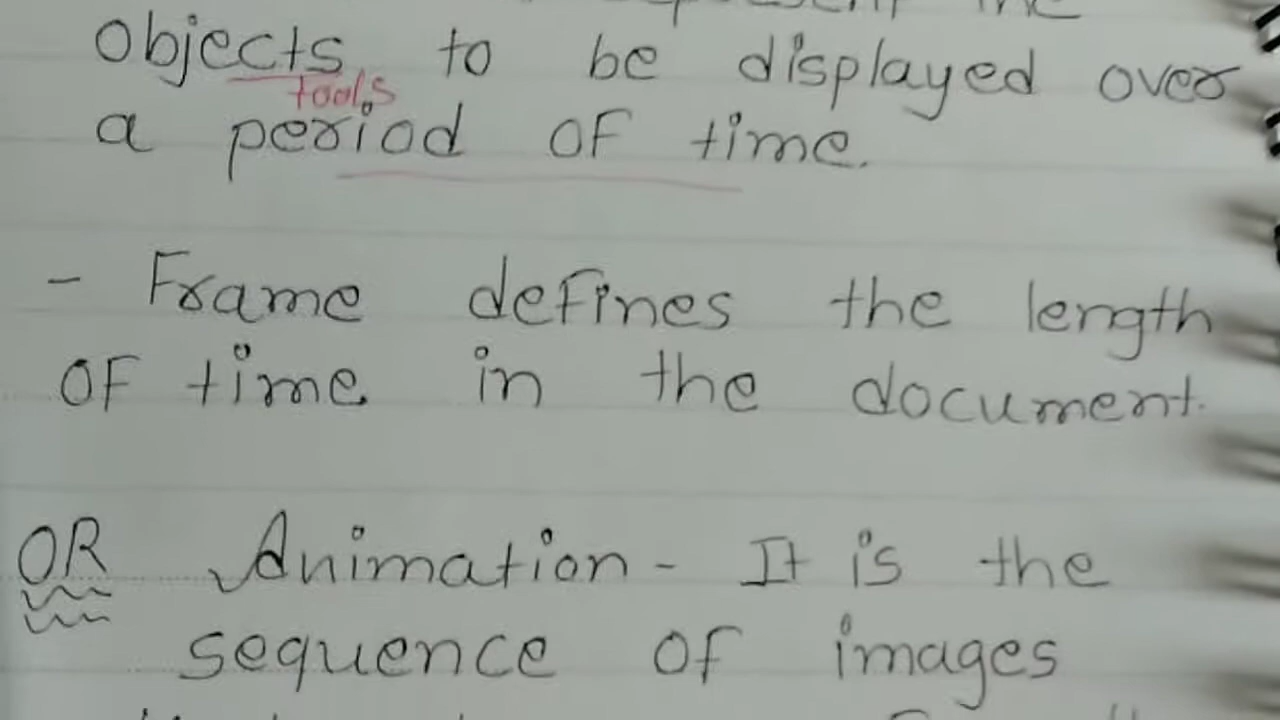 objects to be displayed over
tools
a period of time.
- Frame defines the length
of time in the document.
OR Animation - It is the
sequence of images